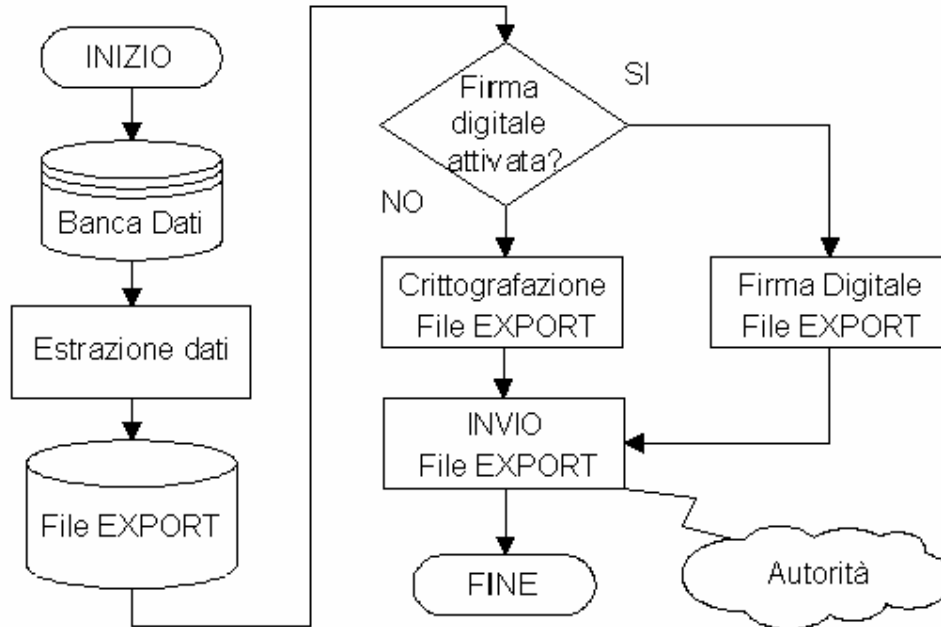 INIZIO
Banca Dati
Estrazione dati
File EXPORT
Firma
digitale
attivata?
SI
NO
Crittografazione
File EXPORT
Firma Digitale
File EXPORT
INVIO
File EXPORT
FINE
Autorità